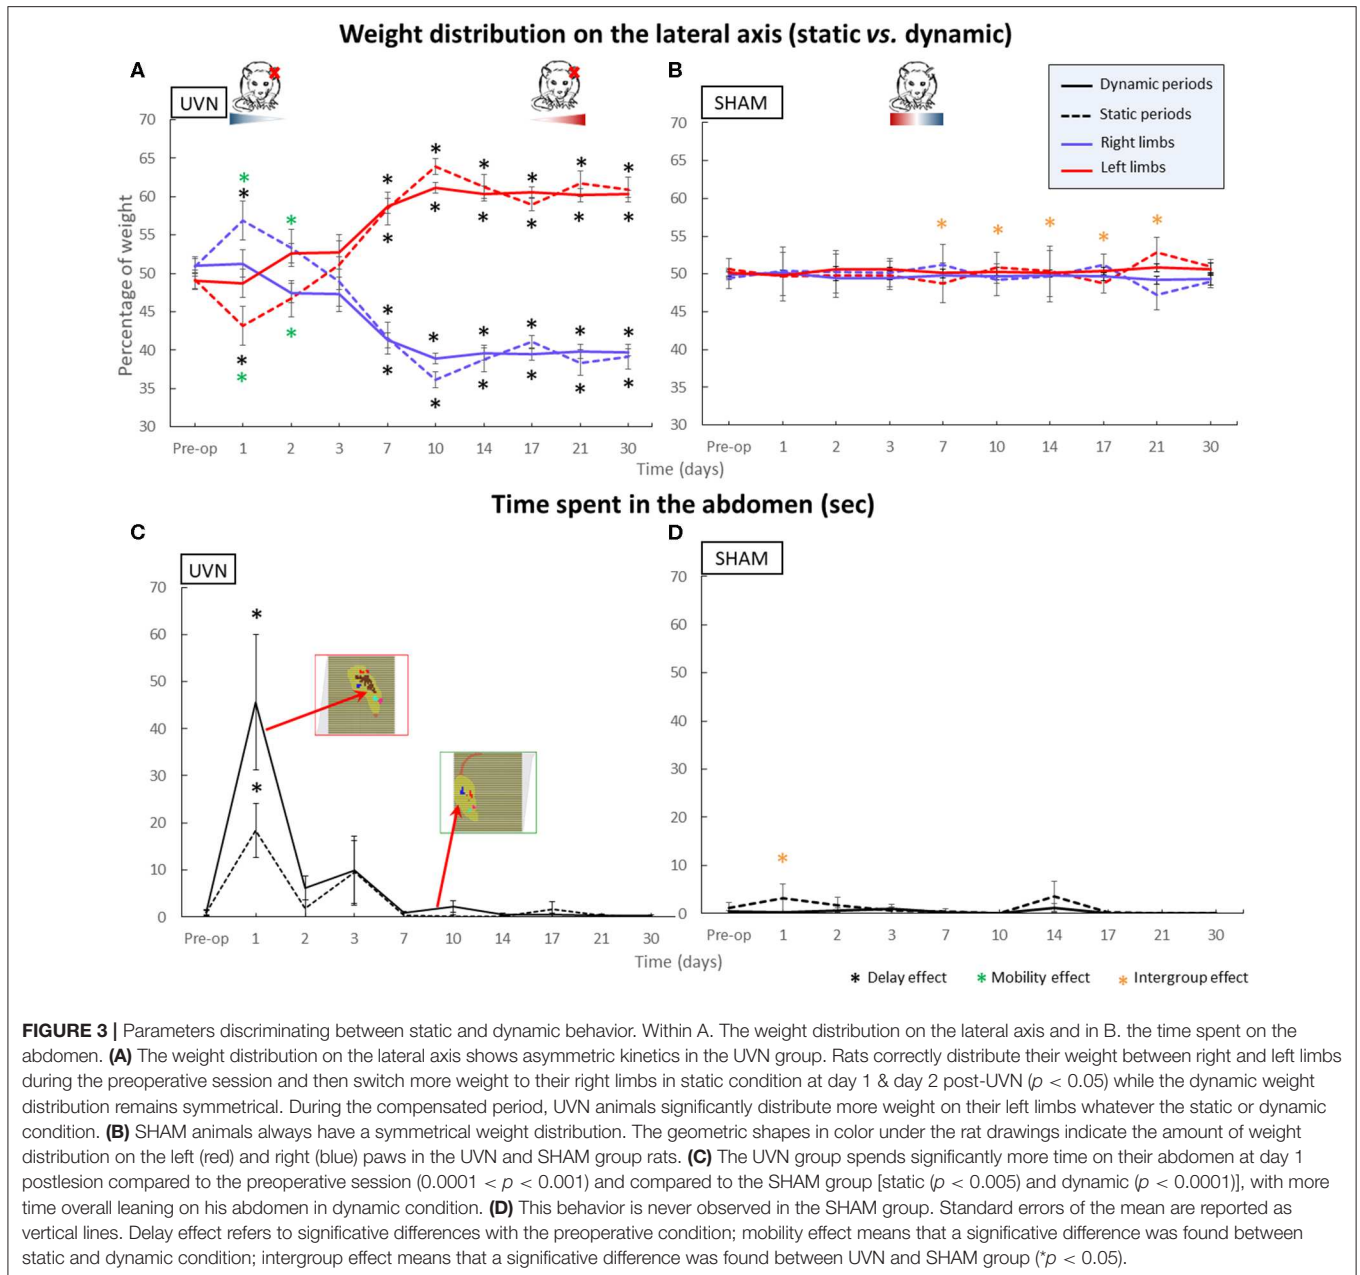 Weight distribution on the lateral axis (static vs. dynamic)
A
UVN
70
65
60
55
50
45
40
35
30
Percentage of weight
Pre-op 1 2 3 7 10 14 17 21 30
B
SHAM
70
65
60
55
50
45
40
35
30
Pre-op 1 2 3 7 10 14 17 21 30
Dynamic periods
Static periods
Right limbs
Left limbs
Time (days)
Time spent in the abdomen (sec)
C
UVN
70
60
50
40
30
20
10
0
Pre-op 1 2 3 7 10 14 17 21 30
D
SHAM
70
60
50
40
30
20
10
0
Pre-op 1 2 3 7 10 14 17 21 30
Time (days)
* Delay effect * Mobility effect * Intergroup effect
FIGURE 3 | Parameters discriminating between static and dynamic behavior. Within A. The weight distribution on the lateral axis and in B. the time spent on the
abdomen. (A) The weight distribution on the lateral axis shows asymmetric kinetics in the UVN group. Rats correctly distribute their weight between right and left limbs
during the preoperative session and then switch more weight to their right limbs in static condition at day 1 & day 2 post-UVN (p < 0.05) while the dynamic weight
distribution remains symmetrical. During the compensated period, UVN animals significantly distribute more weight on their left limbs whatever the static or dynamic
condition. (B) SHAM animals always have a symmetrical weight distribution. The geometric shapes in color under the rat drawings indicate the amount of weight
distribution on the left (red) and right (blue) paws in the UVN and SHAM group rats. (C) The UVN group spends significantly more time on their abdomen at day 1
postlesion compared to the preoperative session (0.0001 < p < 0.001) and compared to the SHAM group [static (p < 0.005) and dynamic (p < 0.0001)], with more
time overall leaning on his abdomen in dynamic condition. (D) This behavior is never observed in the SHAM group. Standard errors of the mean are reported as
vertical lines. Delay effect refers to significative differences with the preoperative condition; mobility effect means that a significant difference was found between
static and dynamic condition; intergroup effect means that a significative difference was found between UVN and SHAM group (*p < 0.05).